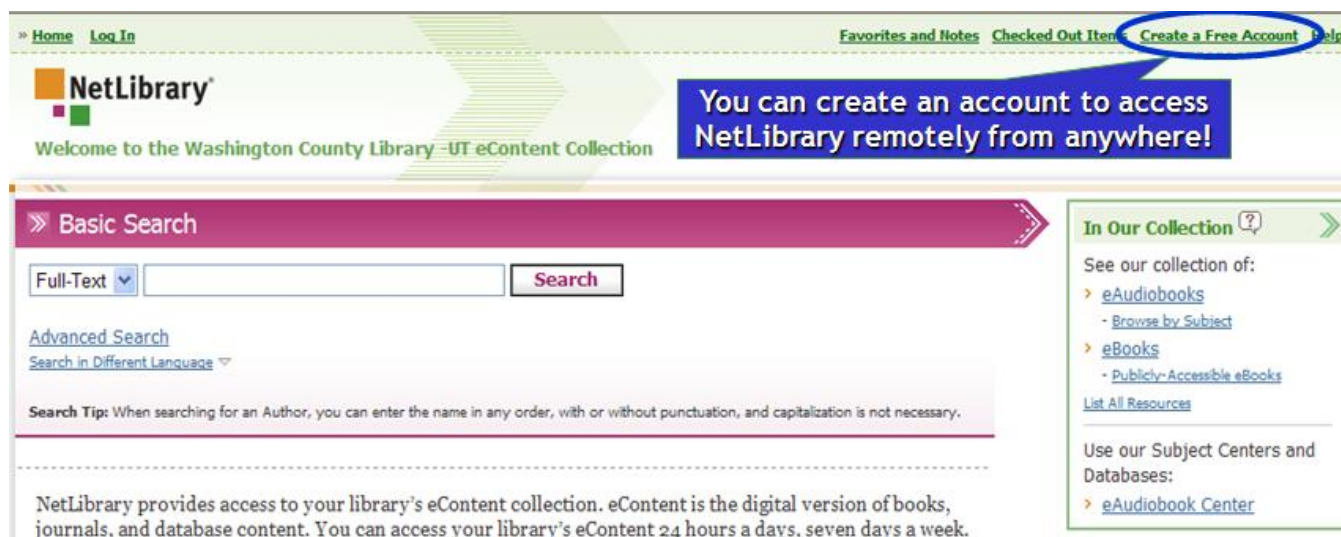 » Home Log In Favorites and Notes Checked Out Items Create a Free Account Help
NetLibrary®
You can create an account to access
NetLibrary remotely from anywhere!
Welcome to the Washington County Library -UT eContent Collection
» Basic Search
Full-Text Search
Advanced Search
Search in Different Language
Search Tip: When searching for an Author, you can enter the name in any order, with or without punctuation, and capitalization is not necessary.
NetLibrary provides access to your library's eContent collection. eContent is the digital version of books,
journals, and database content. You can access your library's eContent 24 hours a days, seven days a week.
In Our Collection ?
See our collection of:
> eAudiobooks
- Browse by Subject
> eBooks
- Publicly-Accessible eBooks
List All Resources
Use our Subject Centers and
Databases:
> eAudiobook Center